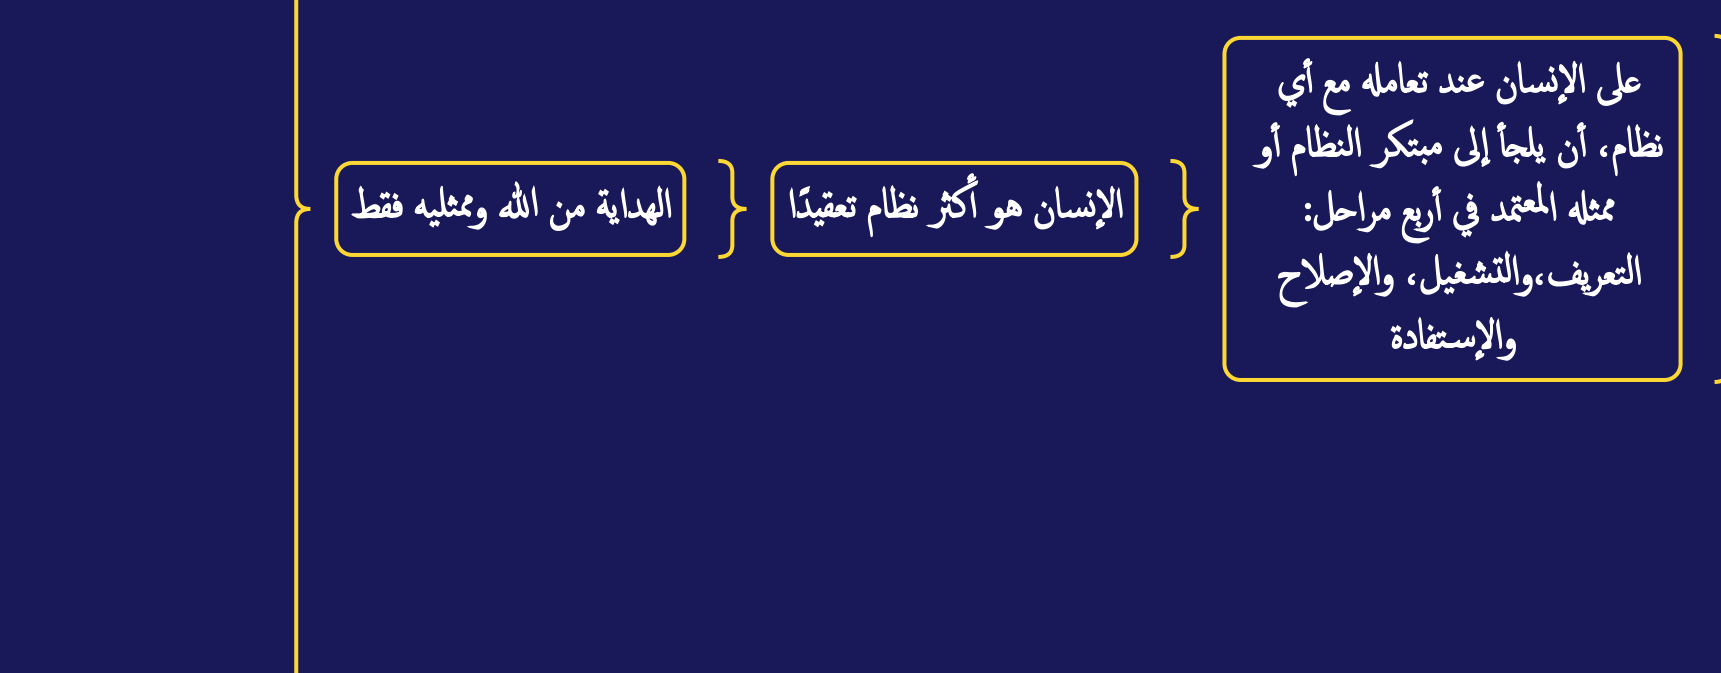 على الإنسان عند تعامله مع أي
نظام، أن يلجأ إلى مبتكر النظام أو
ممثله المعتمد في أربع مراحل:
التعريف،والتشغيل، والإصلاح
والإستفادة
الإنسان هو أكثر نظام تعقيدًا
الهداية من الله وممثليه فقط